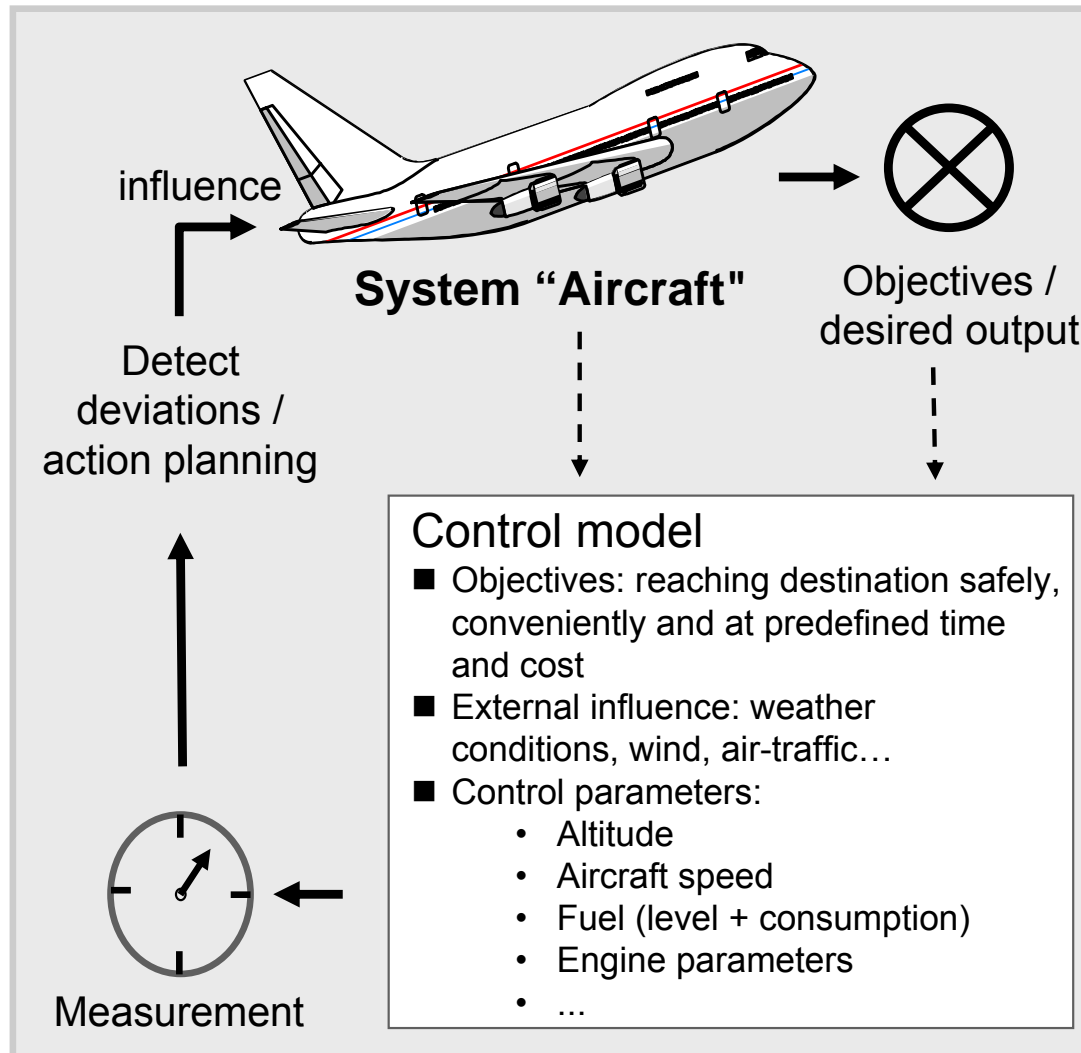 influence
System “Aircraft"
Objectives /
desired output
Detect
deviations /
action planning
Control model
■ Objectives: reaching destination safely,
conveniently and at predefined time
and cost
■ External influence: weather
conditions, wind, air-traffic…
■ Control parameters:
• Altitude
• Aircraft speed
• Fuel (level + consumption)
• Engine parameters
• ...
Measurement